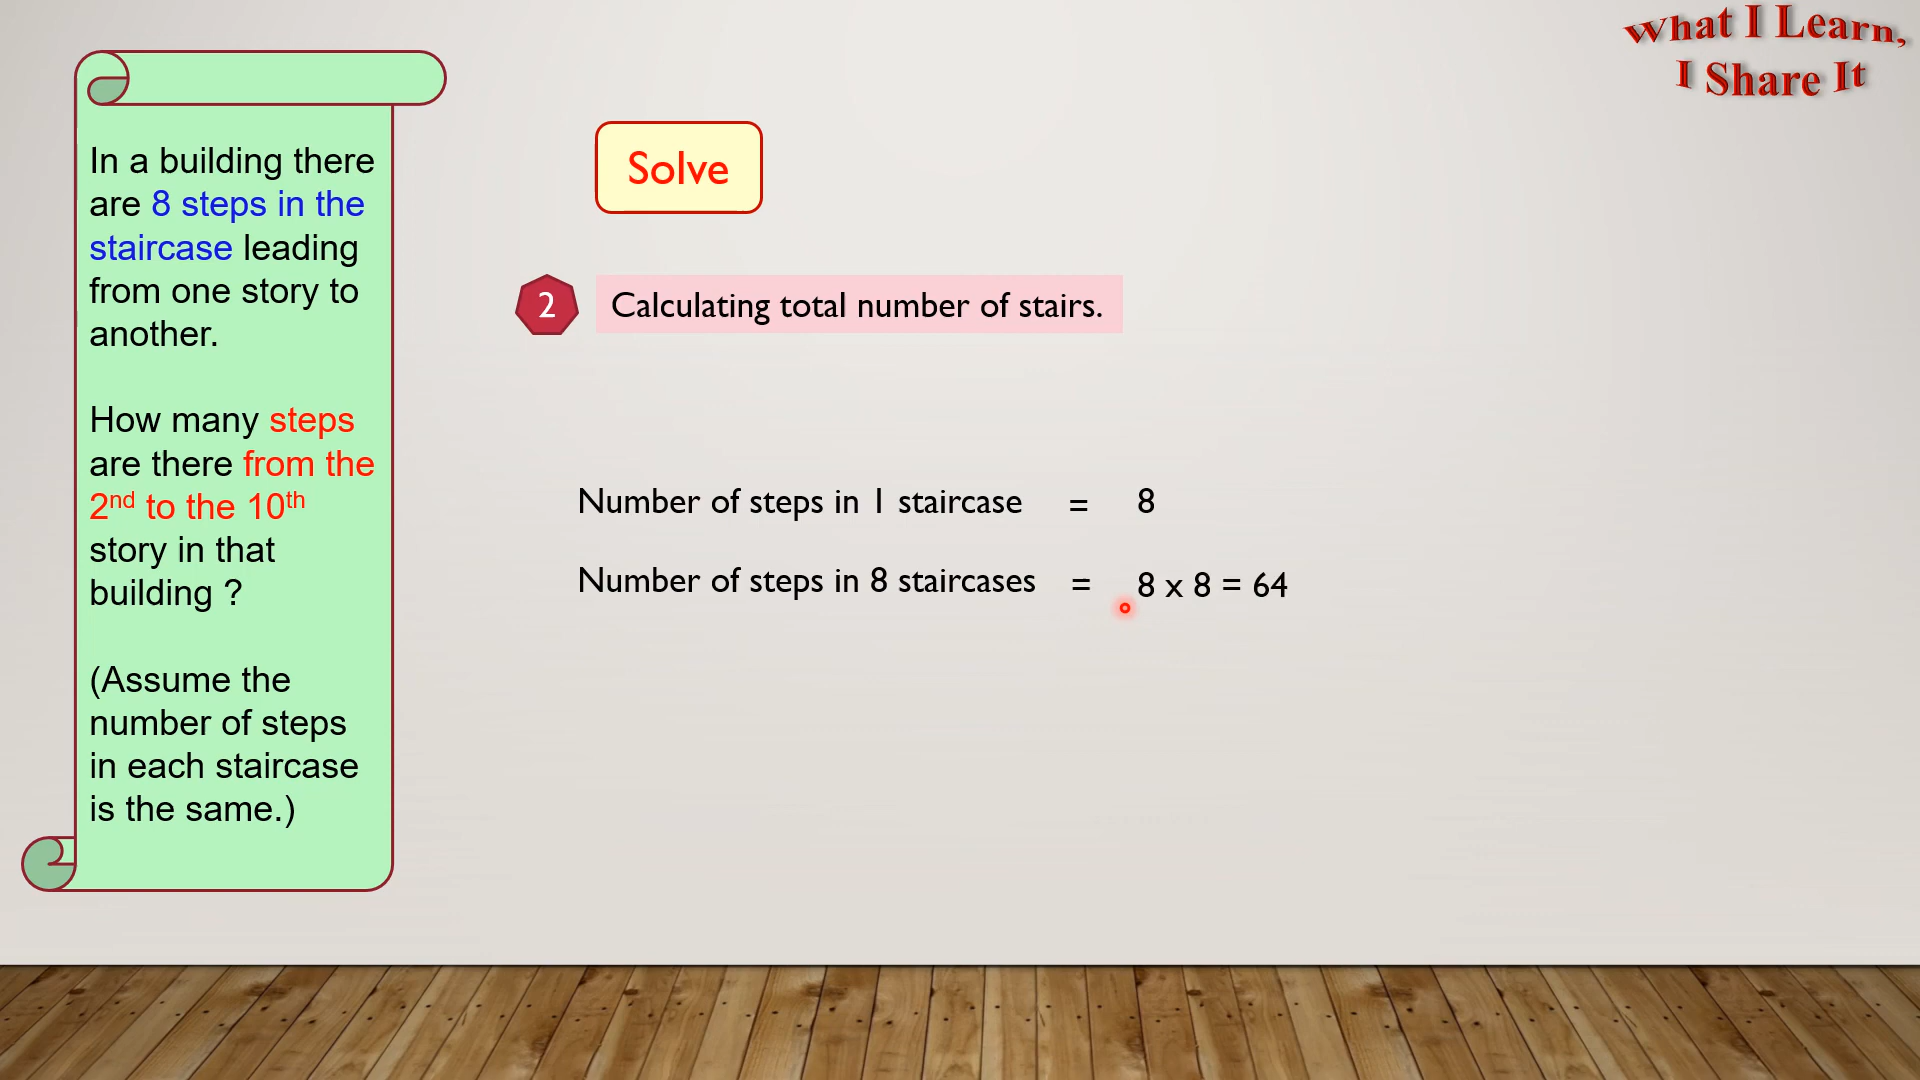 What I Learn,
I Share It
In a building there
are 8 steps in the
staircase leading
from one story to
another.
How many steps
are there from the
2nd to the 10th
story in that
building ?
(Assume the
number of steps
in each staircase
is the same.)
Solve
2 Calculating total number of stairs.
Number of steps in 1 staircase = 8
Number of steps in 8 staircases = 8 x 8 = 64